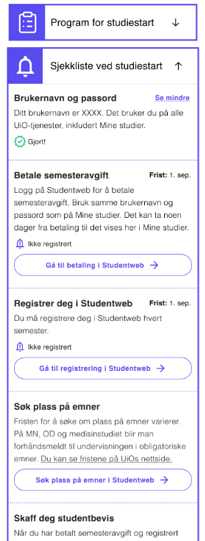 Program for studiestart
Sjekkliste ved studiestart
Brukernavn og passord Se mindre
Ditt brukernavn er XXXX. Det bruker du på alle
UiO-tjenester, inkludert Mine studier.
Gjort!
Betale semesteravgift Frist: 1. sep.
Logg på Studentweb for å betale
semesteravgift. Bruk samme brukernavn og
passord som på Mine studier. Det kan ta noen
dager fra betaling til det vises her i Mine studier.
Ikke registrert
Gå til betaling i Studentweb
Registrer deg i Studentweb Frist: 1. sep.
Du må registrere deg i Studentweb hvert
semester.
Ikke registrert
Gå til registrering i Studentweb
Søk plass på emner
Fristen for å søke om plass på emner varierer.
På MN, OD og medisinstudiet blir man
forhåndsmeldt til undervisningen i obligatoriske
emner. Du kan se fristene på UiOs nettside.
Søk plass på emner i Studentweb
Skaff deg studentbevis
Når du har betalt semesteravgift og registrert